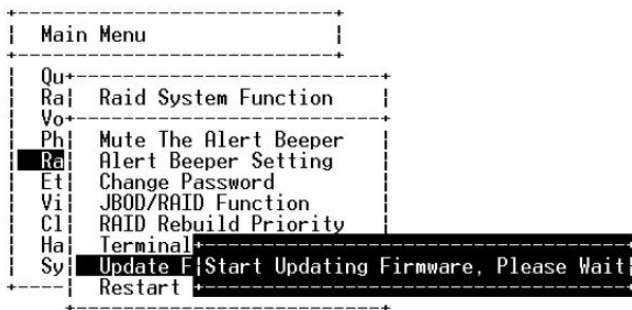 Main Menu
Qu
Ra
Raid System Function
Vo
Ph
Mute The Alert Beeper
Ra
Alert Beeper Setting
Et
Change Password
Vi
JBOD/RAID Function
Cl
RAID Rebuild Priority
Ha
Terminal
Sy
Update F
Start Updating Firmware, Please Wait
Restart